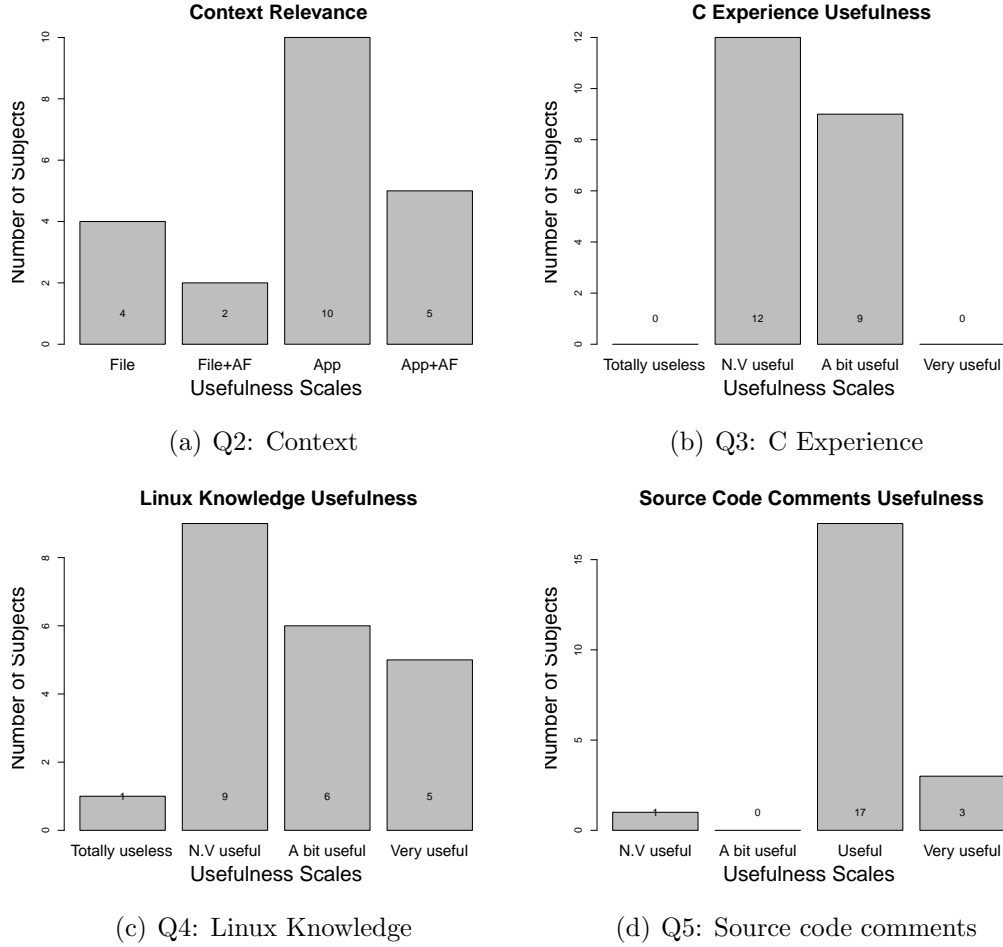 Context Relevance
Number of Subjects
0 2 4 6 8 10
4 2 10 5
File File+AF App App+AF
Usefulness Scales
(a) Q2: Context
C Experience Usefulness
Number of Subjects
0 2 4 6 8 10 12
0 12 9 0
Totally useless N.V useful A bit useful Very useful
Usefulness Scales
(b) Q3: C Experience
Linux Knowledge Usefulness
Number of Subjects
0 2 4 6 8
1 9 6 5
Totally useless N.V useful A bit useful Very useful
Usefulness Scales
(c) Q4: Linux Knowledge
Source Code Comments Usefulness
Number of Subjects
0 5 10 15
1 0 17 3
N.V useful A bit useful Useful Very useful
Usefulness Scales
(d) Q5: Source code comments